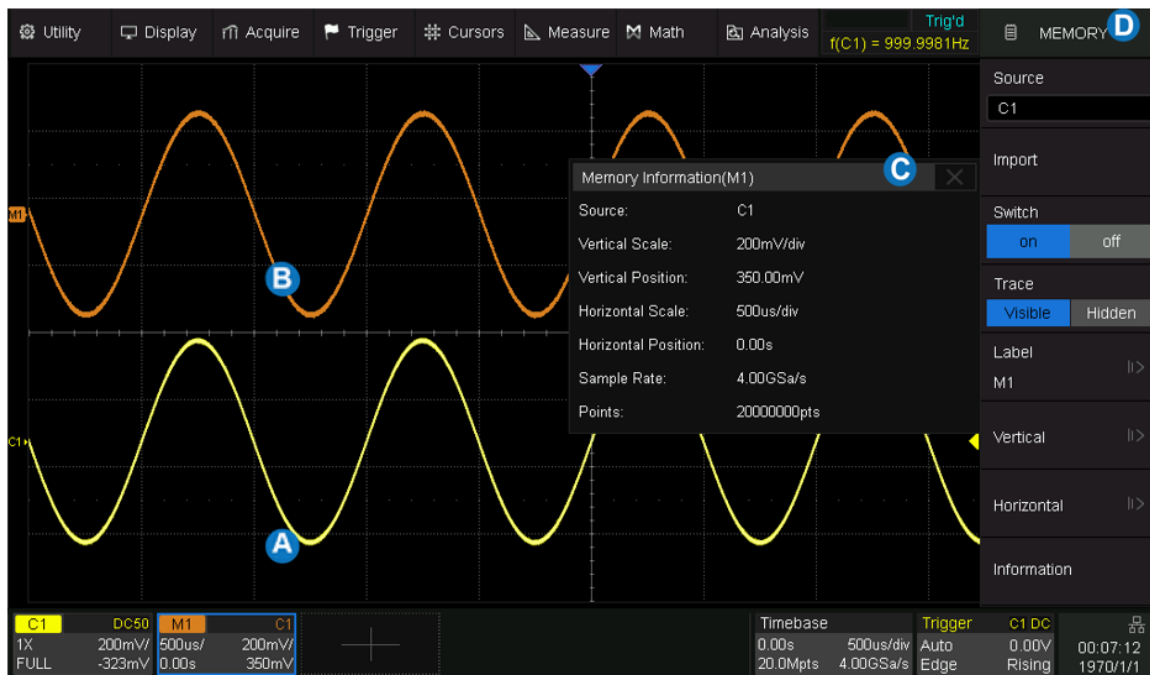 Utility Display Acquire Trigger Cursors Measure Math Analysis
Trig'd
f(C1) = 999.9981Hz
MEMORY
D
Source
C1
Import
Switch
on off
Trace
Visible Hidden
Label
M1
Vertical
Horizontal
Information
M1
B
C
Memory Information(M1)
Source: C1
Vertical Scale: 200mV/div
Vertical Position: 350.00mV
Horizontal Scale: 500us/div
Horizontal Position: 0.00s
Sample Rate: 4.00GSa/s
Points: 20000000pts
C1
A
C1 DC50
1X 200mV/
FULL -323mV
M1 C1
500us/ 200mV/
0.00s 350mV
Timebase
0.00s 500us/div
20.0Mpts 4.00GSa/s
Trigger C1 DC
Auto 0.00V
Edge Rising
00:07:12
1970/1/1